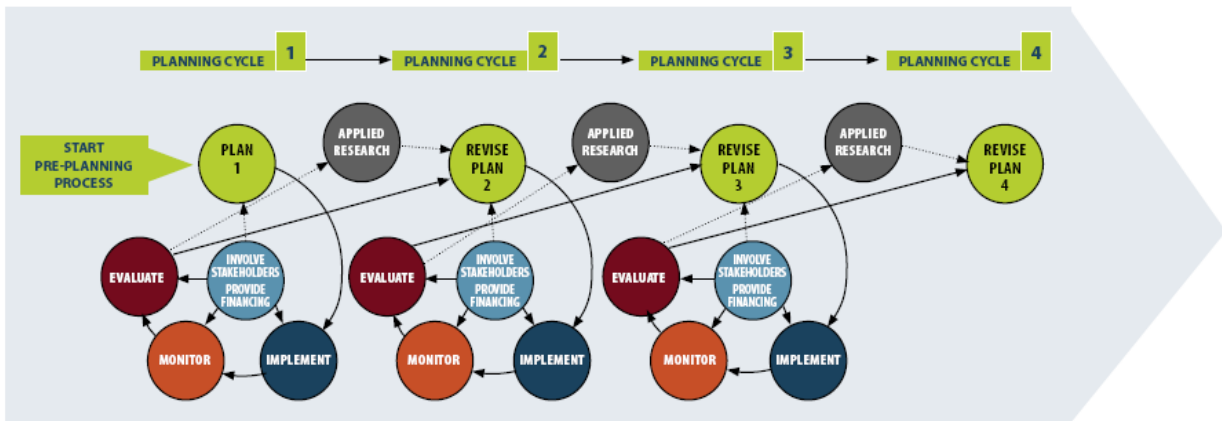 PLANNING CYCLE 1
PLANNING CYCLE 2
PLANNING CYCLE 3
PLANNING CYCLE 4
START
PRE-PLANNING
PROCESS
PLAN
1
APPLIED
RESEARCH
REVISE
PLAN
2
APPLIED
RESEARCH
REVISE
PLAN
3
APPLIED
RESEARCH
REVISE
PLAN
4
EVALUATE
INVOLVE
STAKEHOLDERS
PROVIDE
FINANCING
MONITOR
IMPLEMENT
EVALUATE
INVOLVE
STAKEHOLDERS
PROVIDE
FINANCING
MONITOR
IMPLEMENT
EVALUATE
INVOLVE
STAKEHOLDERS
PROVIDE
FINANCING
MONITOR
IMPLEMENT